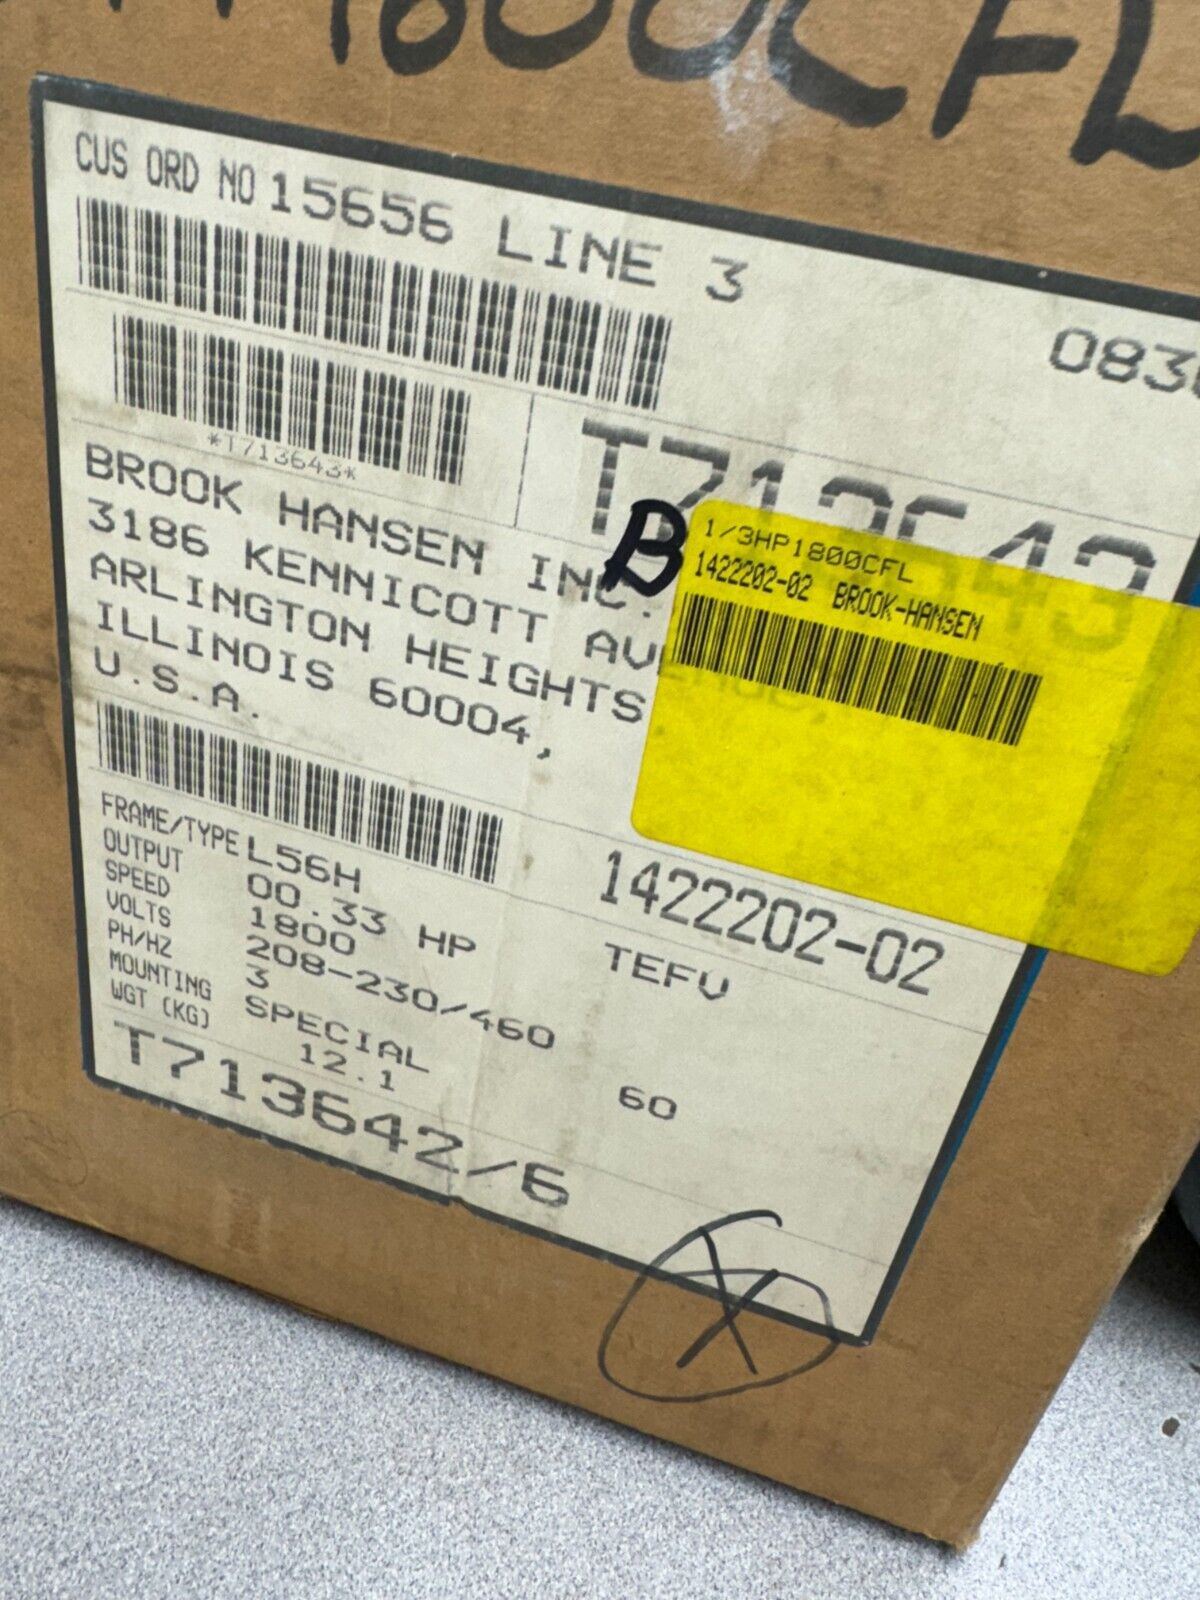 1800CFL
CUS ORD NO 15656 LINE 3
*T713643*
T713643
BROOK HANSEN INC.
3186 KENNICOTT
ARLINGTON HEIGHTS
ILLINOIS 60004,
U.S.A.
B
1/3HP1800CFL
1422202-02 BROOK-HANSEN
1422202-02
FRAME/TYPE L56H TEFV
OUTPUT 00.33 HP
SPEED 1800
VOLTS 208-230/460
PH/HZ 3 60
MOUNTING SPECIAL
WGT (KG) 12.1
T713642/6